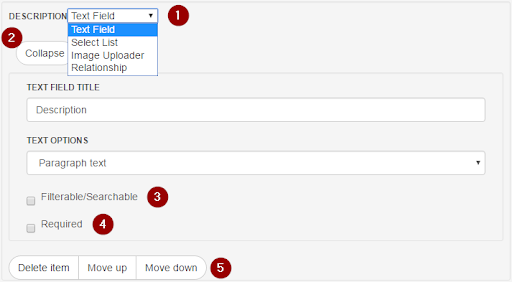 DESCRIPTION Text Field 1
Text Field
2 Select List
Collapse Image Uploader
Relationship
TEXT FIELD TITLE
Description
TEXT OPTIONS
Paragraph text
Filterable/Searchable 3
Required 4
Delete item Move up Move down 5